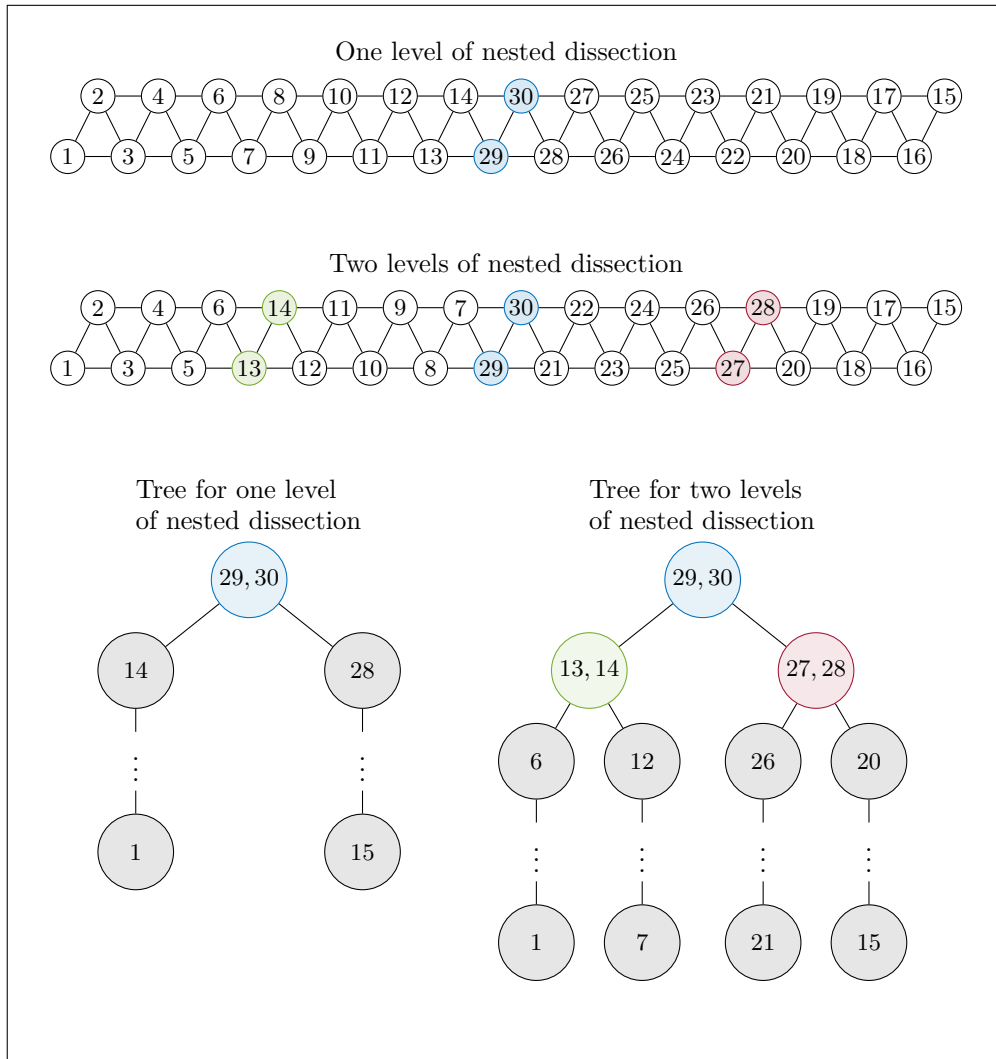 One level of nested dissection
2 4 6 8 10 12 14 30 27 25 23 21 19 17 15
1 3 5 7 9 11 13 29 28 26 24 22 20 18 16
Two levels of nested dissection
2 4 6 14 11 9 7 30 22 24 26 28 19 17 15
1 3 5 13 12 10 8 29 21 23 25 27 20 18 16
Tree for one level
of nested dissection
29, 30
14 28
⋮ ⋮
1 15
Tree for two levels
of nested dissection
29, 30
13, 14 27, 28
6 12 26 20
⋮ ⋮ ⋮ ⋮
1 7 21 15